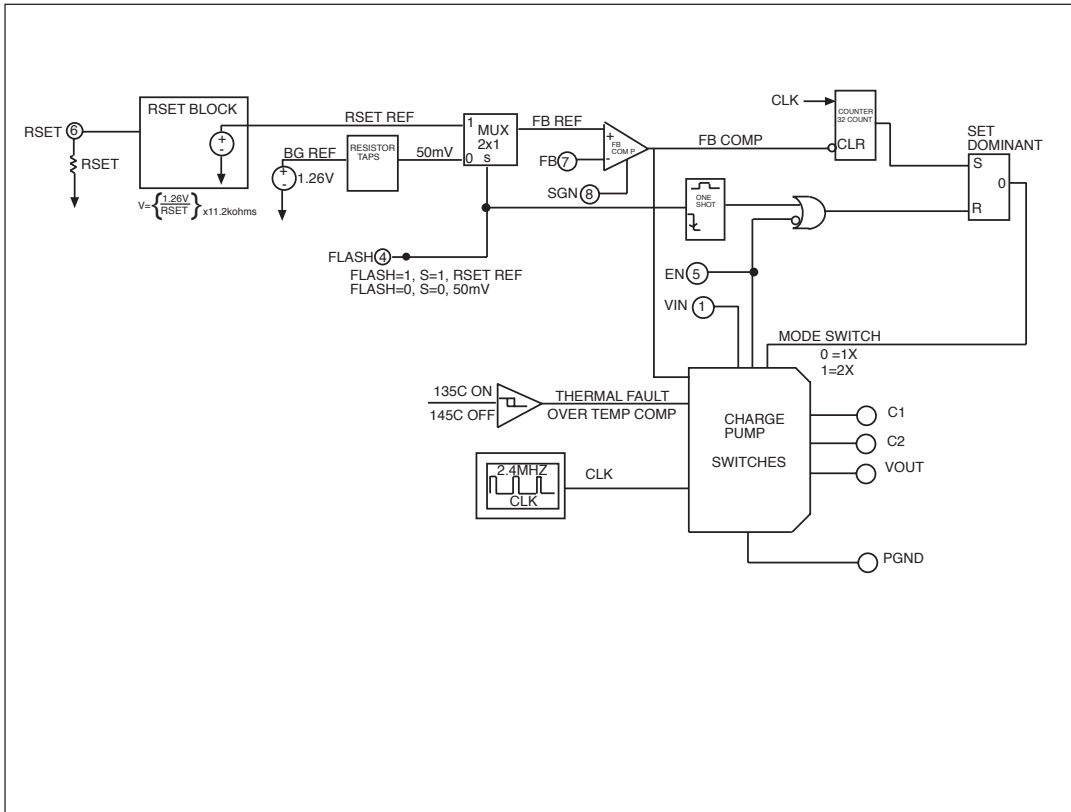 RSET BLOCK
RSET 6
RSET
+
-
V={1.26V/RSET}x11.2kohms
RSET REF
BG REF
+
-
1.26V
RESISTOR
TAPS
50mV
1
MUX
2x1
0 s
FB REF
+
FB
COM P
-
FB 7
SGN 8
FB COMP
CLK
COUNTER
32 COUNT
CLR
SET
DOMINANT
S
0
R
ONE
SHOT
FLASH 4
FLASH=1, S=1, RSET REF
FLASH=0, S=0, 50mV
EN 5
VIN 1
MODE SWITCH
0 =1X
1=2X
135C ON
145C OFF
THERMAL FAULT
OVER TEMP COMP
CHARGE
PUMP
SWITCHES
C1
C2
VOUT
2.4MHZ
CLK
CLK
PGND